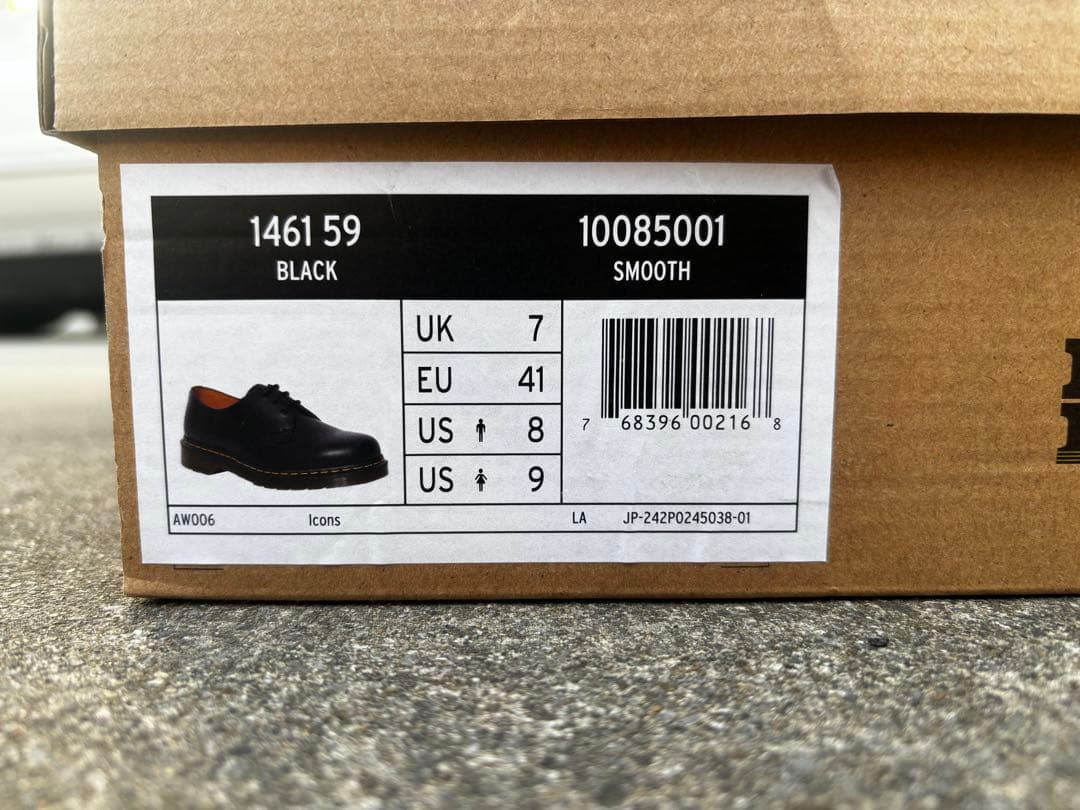 1461 59
BLACK
10085001
SMOOTH
UK 7
EU 41
US 8
US 9
7 68396 00216 8
AW006 Icons LA JP-242P0245038-01